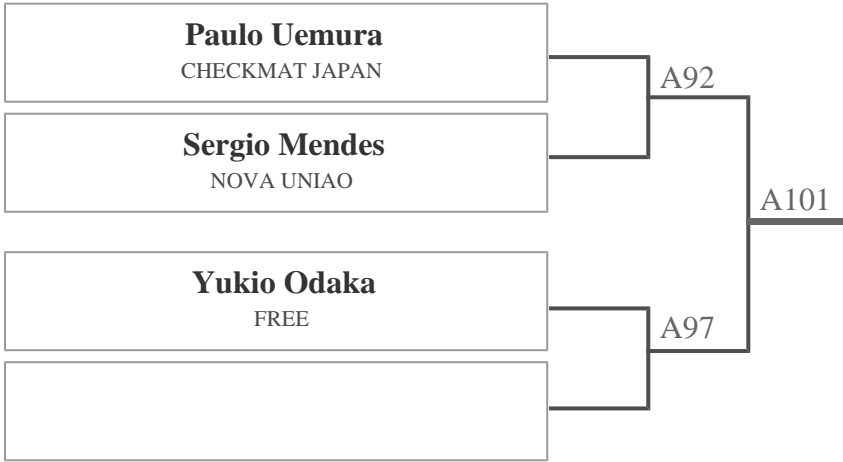 Paulo Uemura
CHECKMAT JAPAN
A92
Sergio Mendes
NOVA UNIAO
A101
Yukio Odaka
FREE
A97